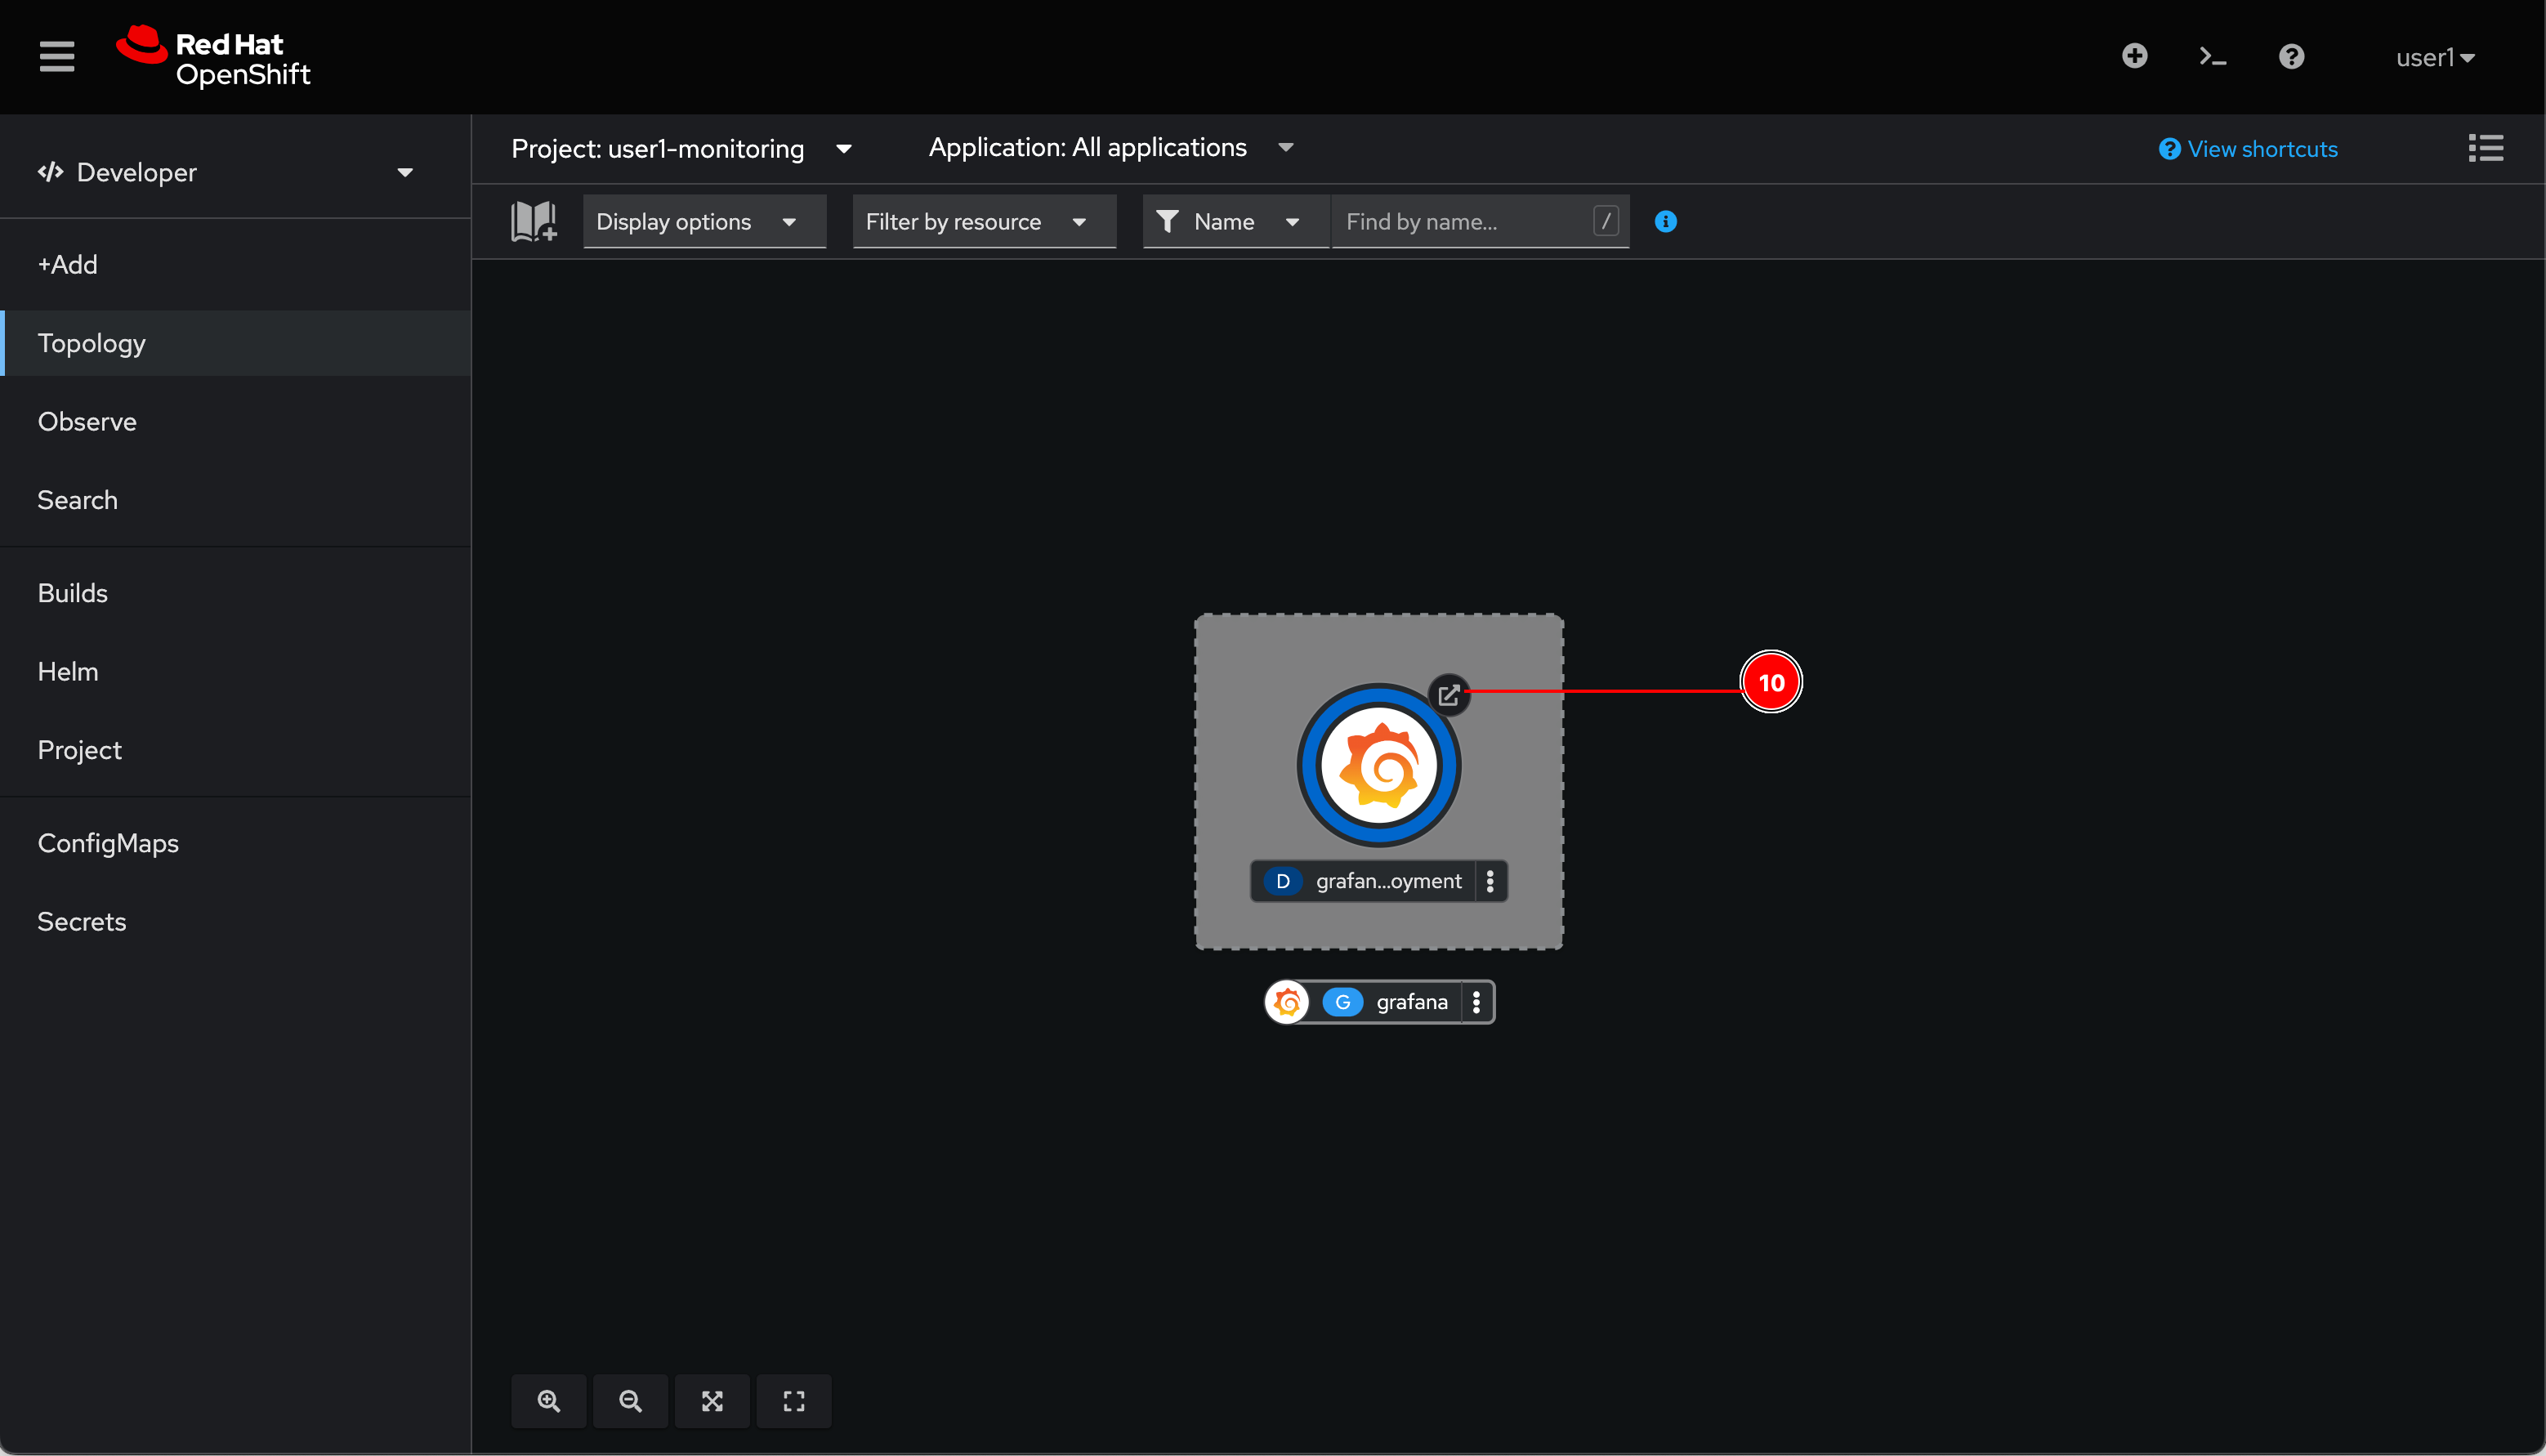 Red Hat
OpenShift
user1
Developer
Project: user1-monitoring
Application: All applications
View shortcuts
Display options
Filter by resource
Name
Find by name...
/
+Add
Topology
Observe
Search
Builds
Helm
Project
ConfigMaps
Secrets
10
D grafan...oyment
G grafana